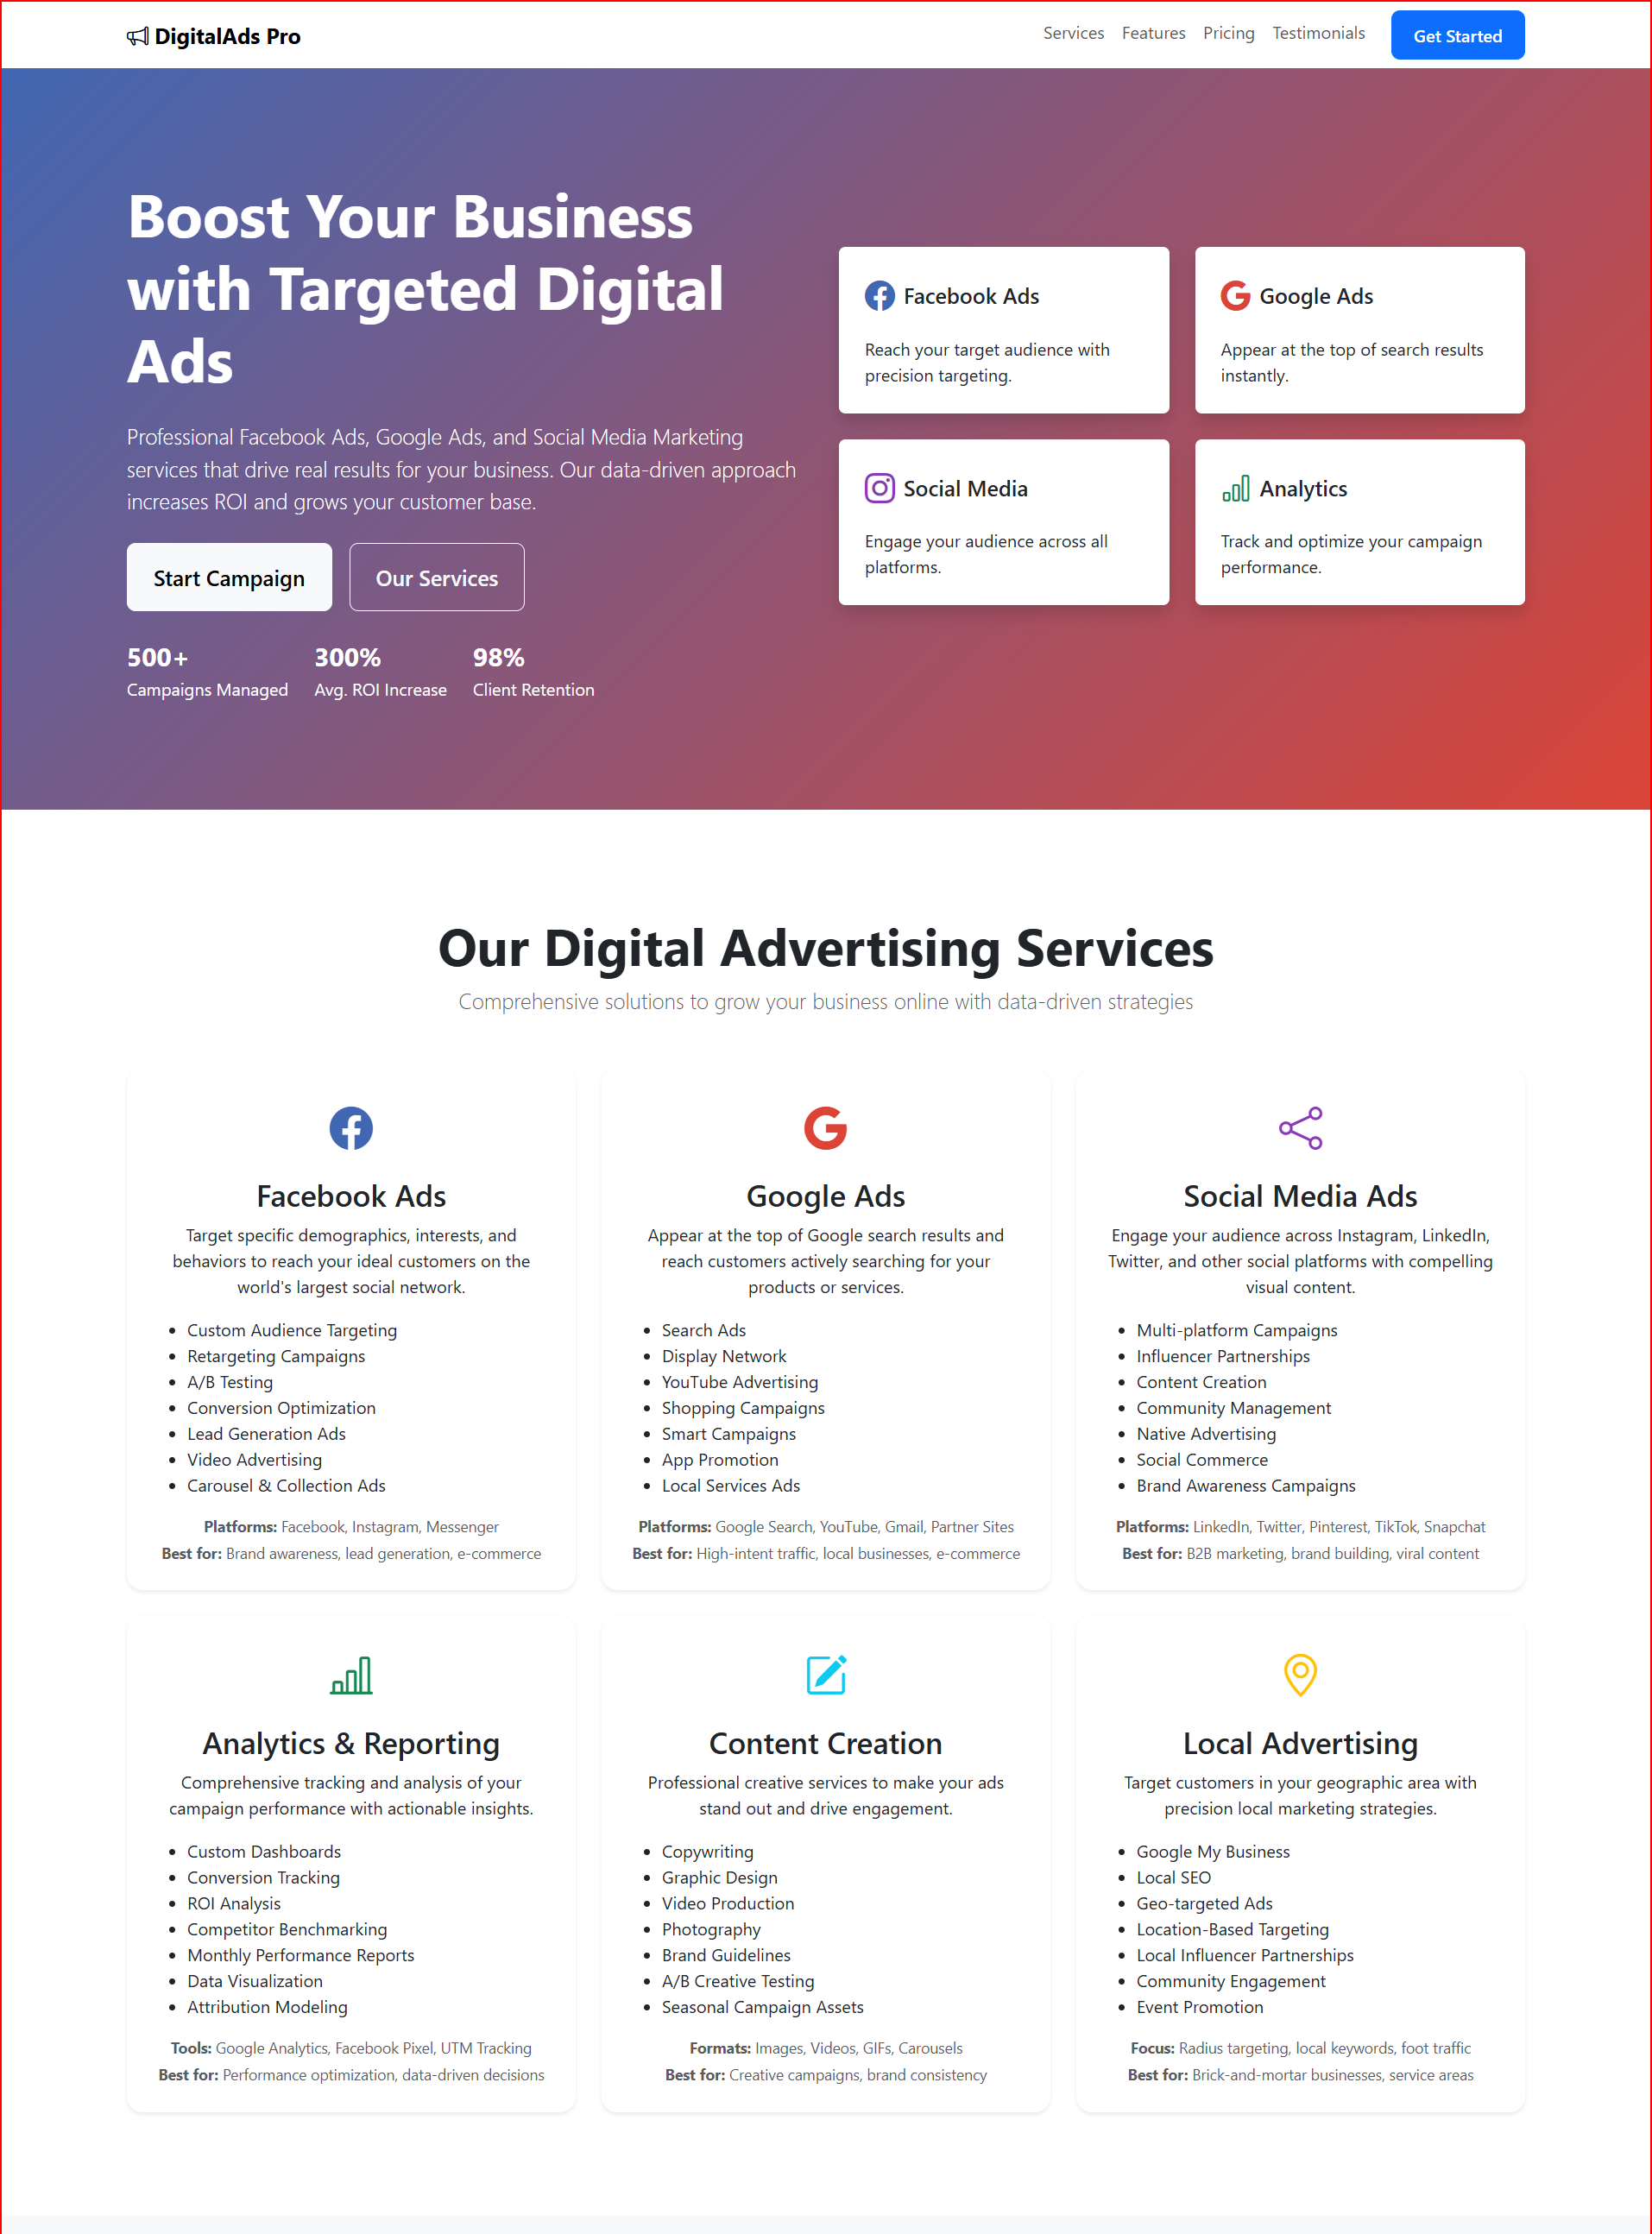 DigitalAds Pro
Services Features Pricing Testimonials Get Started
Boost Your Business
with Targeted Digital
Ads
Professional Facebook Ads, Google Ads, and Social Media Marketing
services that drive real results for your business. Our data-driven approach
increases ROI and grows your customer base.
Start Campaign Our Services
500+ 300% 98%
Campaigns Managed Avg. ROI Increase Client Retention
Facebook Ads
Reach your target audience with
precision targeting.
Google Ads
Appear at the top of search results
instantly.
Social Media
Engage your audience across all
platforms.
Analytics
Track and optimize your campaign
performance.
Our Digital Advertising Services
Comprehensive solutions to grow your business online with data-driven strategies
Facebook Ads
Target specific demographics, interests, and
behaviors to reach your ideal customers on the
world's largest social network.
• Custom Audience Targeting
• Retargeting Campaigns
• A/B Testing
• Conversion Optimization
• Lead Generation Ads
• Video Advertising
• Carousel & Collection Ads
Platforms: Facebook, Instagram, Messenger
Best for: Brand awareness, lead generation, e-commerce
Google Ads
Appear at the top of Google search results and
reach customers actively searching for your
products or services.
• Search Ads
• Display Network
• YouTube Advertising
• Shopping Campaigns
• Smart Campaigns
• App Promotion
• Local Services Ads
Platforms: Google Search, YouTube, Gmail, Partner Sites
Best for: High-intent traffic, local businesses, e-commerce
Social Media Ads
Engage your audience across Instagram, LinkedIn,
Twitter, and other social platforms with compelling
visual content.
• Multi-platform Campaigns
• Influencer Partnerships
• Content Creation
• Community Management
• Native Advertising
• Social Commerce
• Brand Awareness Campaigns
Platforms: LinkedIn, Twitter, Pinterest, TikTok, Snapchat
Best for: B2B marketing, brand building, viral content
Analytics & Reporting
Comprehensive tracking and analysis of your
campaign performance with actionable insights.
• Custom Dashboards
• Conversion Tracking
• ROI Analysis
• Competitor Benchmarking
• Monthly Performance Reports
• Data Visualization
• Attribution Modeling
Tools: Google Analytics, Facebook Pixel, UTM Tracking
Best for: Performance optimization, data-driven decisions
Content Creation
Professional creative services to make your ads
stand out and drive engagement.
• Copywriting
• Graphic Design
• Video Production
• Photography
• Brand Guidelines
• A/B Creative Testing
• Seasonal Campaign Assets
Formats: Images, Videos, GIFs, Carousels
Best for: Creative campaigns, brand consistency
Local Advertising
Target customers in your geographic area with
precision local marketing strategies.
• Google My Business
• Local SEO
• Geo-targeted Ads
• Location-Based Targeting
• Local Influencer Partnerships
• Community Engagement
• Event Promotion
Focus: Radius targeting, local keywords, foot traffic
Best for: Brick-and-mortar businesses, service areas